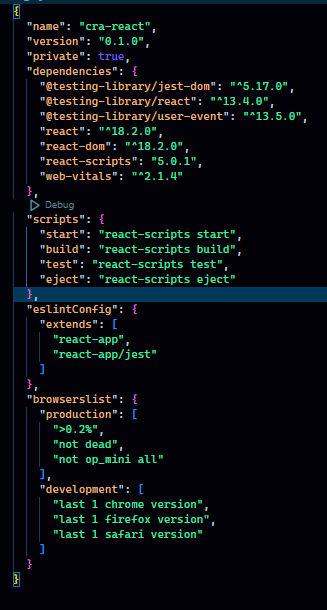 {
  "name": "cra-react",
  "version": "0.1.0",
  "private": true,
  "dependencies": {
    "@testing-library/jest-dom": "^5.17.0",
    "@testing-library/react": "^13.4.0",
    "@testing-library/user-event": "^13.5.0",
    "react": "^18.2.0",
    "react-dom": "^18.2.0",
    "react-scripts": "5.0.1",
    "web-vitals": "^2.1.4"
  },
  Debug
  "scripts": {
    "start": "react-scripts start",
    "build": "react-scripts build",
    "test": "react-scripts test",
    "eject": "react-scripts eject"
  },
  "eslintConfig": {
    "extends": [
      "react-app",
      "react-app/jest"
    ]
  },
  "browserslist": {
    "production": [
      ">0.2%",
      "not dead",
      "not op_mini all"
    ],
    "development": [
      "last 1 chrome version",
      "last 1 firefox version",
      "last 1 safari version"
    ]
  }
}